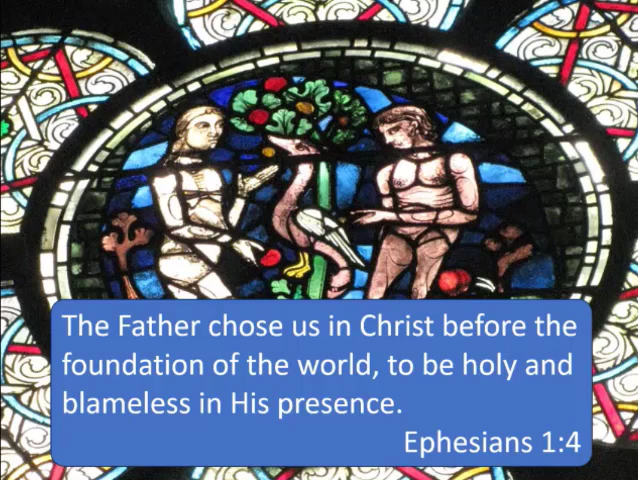 The Father chose us in Christ before the
foundation of the world, to be holy and
blameless in His presence.
Ephesians 1:4